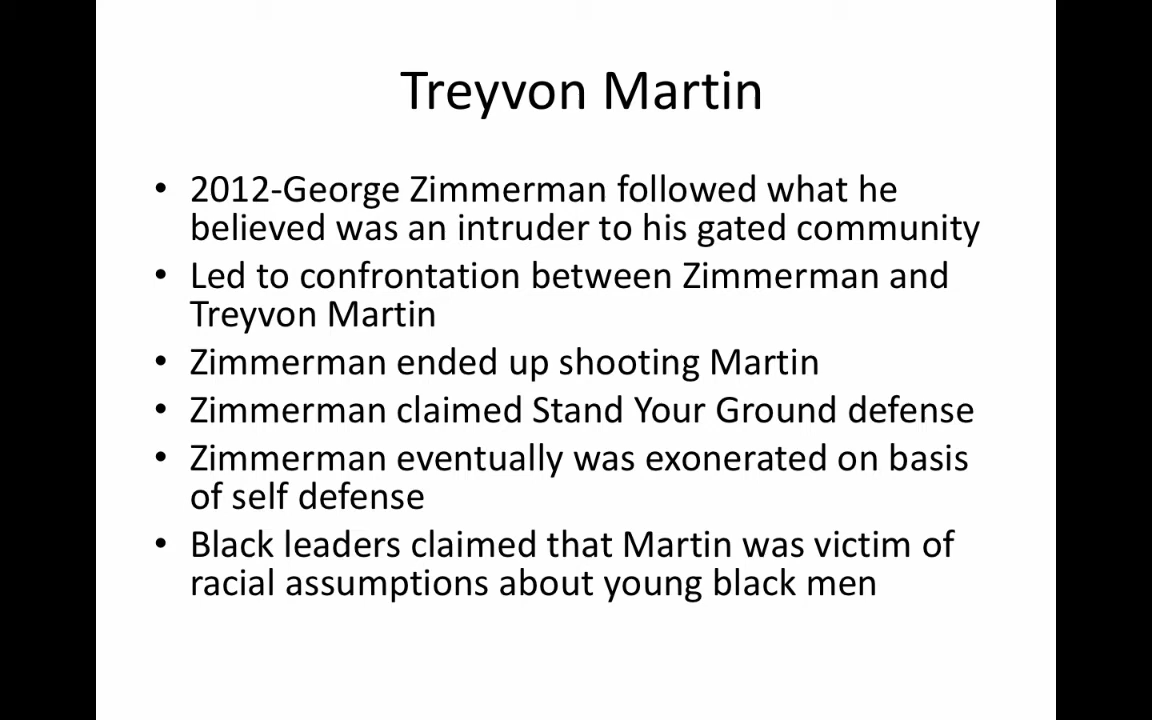 Treyvon Martin
• 2012-George Zimmerman followed what he
believed was an intruder to his gated community
• Led to confrontation between Zimmerman and
Treyvon Martin
• Zimmerman ended up shooting Martin
• Zimmerman claimed Stand Your Ground defense
• Zimmerman eventually was exonerated on basis
of self defense
• Black leaders claimed that Martin was victim of
racial assumptions about young black men